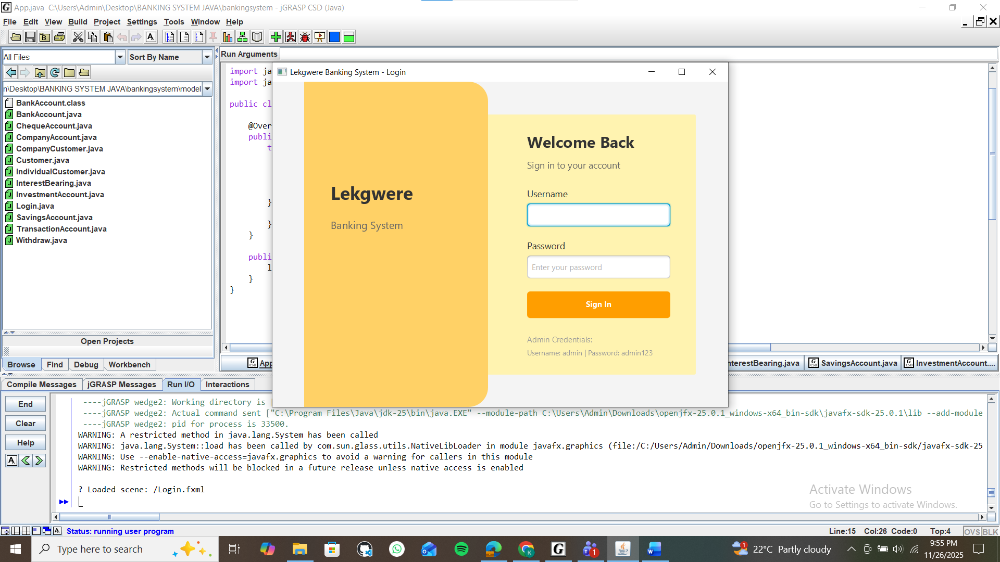 App.java  C:\Users\Admin\Desktop\BANKING SYSTEM JAVA\bankingsystem - jGRASP CSD (Java)
File Edit View Build Project Settings Tools Window Help
All Files
Sort By Name
Run Arguments
n\Desktop\BANKING SYSTEM JAVA\bankingsystem\model
BankAccount.class
BankAccount.java
ChequeAccount.java
CompanyAccount.java
CompanyCustomer.java
Customer.java
IndividualCustomer.java
InterestBearing.java
InvestmentAccount.java
Login.java
SavingsAccount.java
TransactionAccount.java
Withdraw.java
Open Projects
Browse Find Debug Workbench
import ja
import ja
public cl
@Over
publi
t
}
}
}
publi
l
}
}
Lekgwere Banking System - Login
Lekgwere
Banking System
Welcome Back
Sign in to your account
Username
Password
Enter your password
Sign In
Admin Credentials:
Username: admin | Password: admin123
App
nterestBearing.java
SavingsAccount.java
InvestmentAccount....
Compile Messages jGRASP Messages Run I/O Interactions
End
Clear
Help
----jGRASP wedge2: Working directory is
----jGRASP wedge2: Actual command sent ["C:\Program Files\Java\jdk-25\bin\java.EXE" --module-path C:\Users\Admin\Downloads\openjfx-25.0.1_windows-x64_bin-sdk\javafx-sdk-25.0.1\lib --add-module
----jGRASP wedge2: pid for process is 33500.
WARNING: A restricted method in java.lang.System has been called
WARNING: java.lang.System::load has been called by com.sun.glass.utils.NativeLibLoader in module javafx.graphics (file:/C:/Users/Admin/Downloads/openjfx-25.0.1_windows-x64_bin-sdk/javafx-sdk-25
WARNING: Use --enable-native-access=javafx.graphics to avoid a warning for callers in this module
WARNING: Restricted methods will be blocked in a future release unless native access is enabled
? Loaded scene: /Login.fxml
Activate Windows
Go to Settings to activate Windows.
Status: running user program
Line:15 Col:26 Code:0 Top:4 OVS BLK
Type here to search
22°C Partly cloudy
9:55 PM
11/26/2025